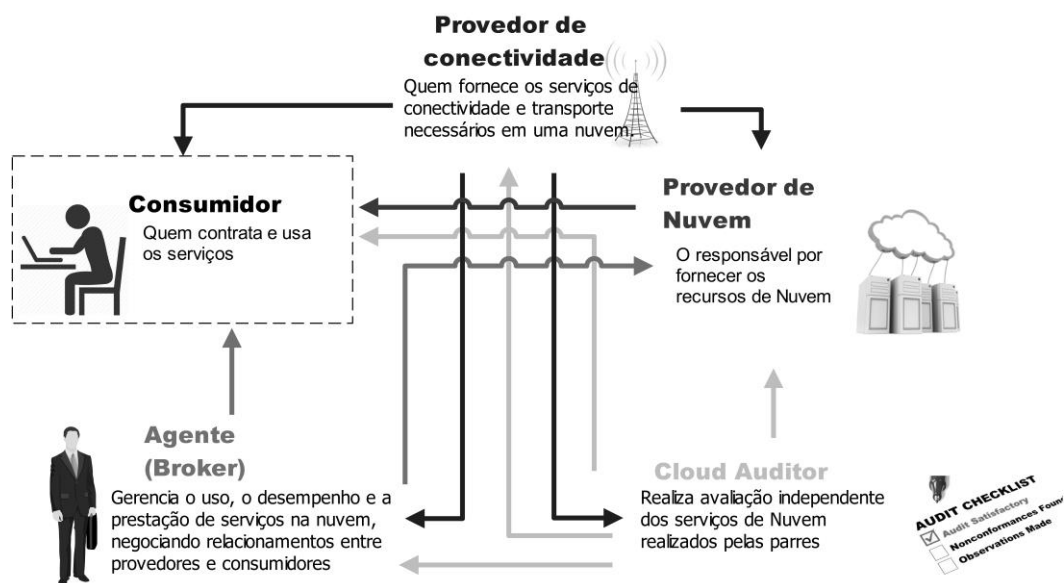 Provedor de
conectividade
Quem fornece os serviços de
conectividade e transporte
necessários em uma nuvem.
Consumidor
Quem contrata e usa
os serviços
Provedor de
Nuvem
O responsável por
fornecer os
recursos de Nuvem
Agente
(Broker)
Gerencia o uso, o desempenho e a
prestação de serviços na nuvem,
negociando relacionamentos entre
provedores e consumidores
Cloud Auditor
Realiza avaliação independente
dos serviços de Nuvem
realizados pelas parres
AUDIT CHECKLIST
Audit Satisfactory
Nonconformances Found
Observations Made